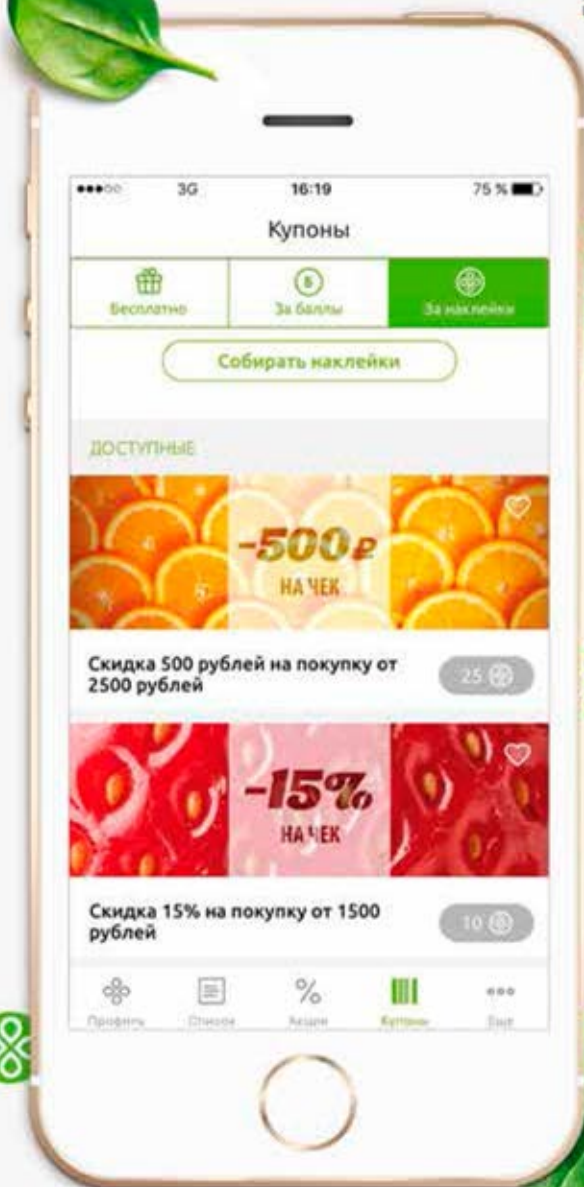 3G 16:19 75 %
Купоны
Бесплатно За баллы За наклейки
Собирать наклейки
ДОСТУПНЫЕ
-500₽
НА ЧЕК
Скидка 500 рублей на покупку от
2500 рублей
25
-15%
НА ЧЕК
Скидка 15% на покупку от 1500
рублей
10
Профиль Список Акции Купоны Еще